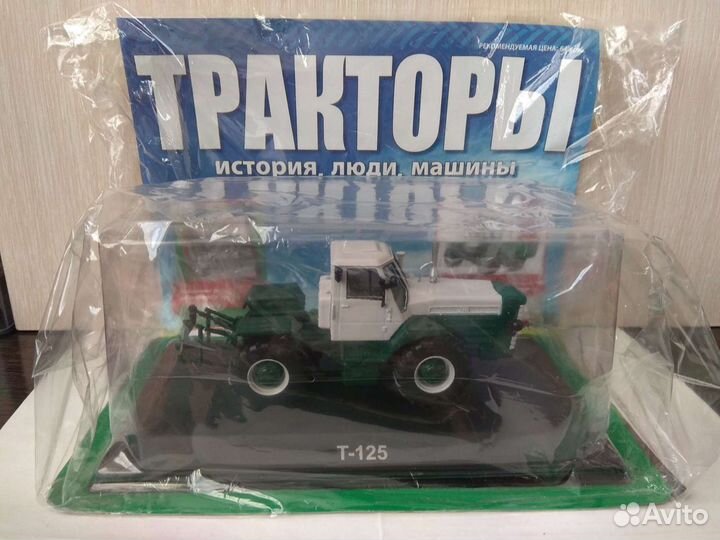 РЕКОМЕНДУЕМАЯ ЦЕНА:
ТРАКТОРЫ
история, люди, машины
Т-125
Avito